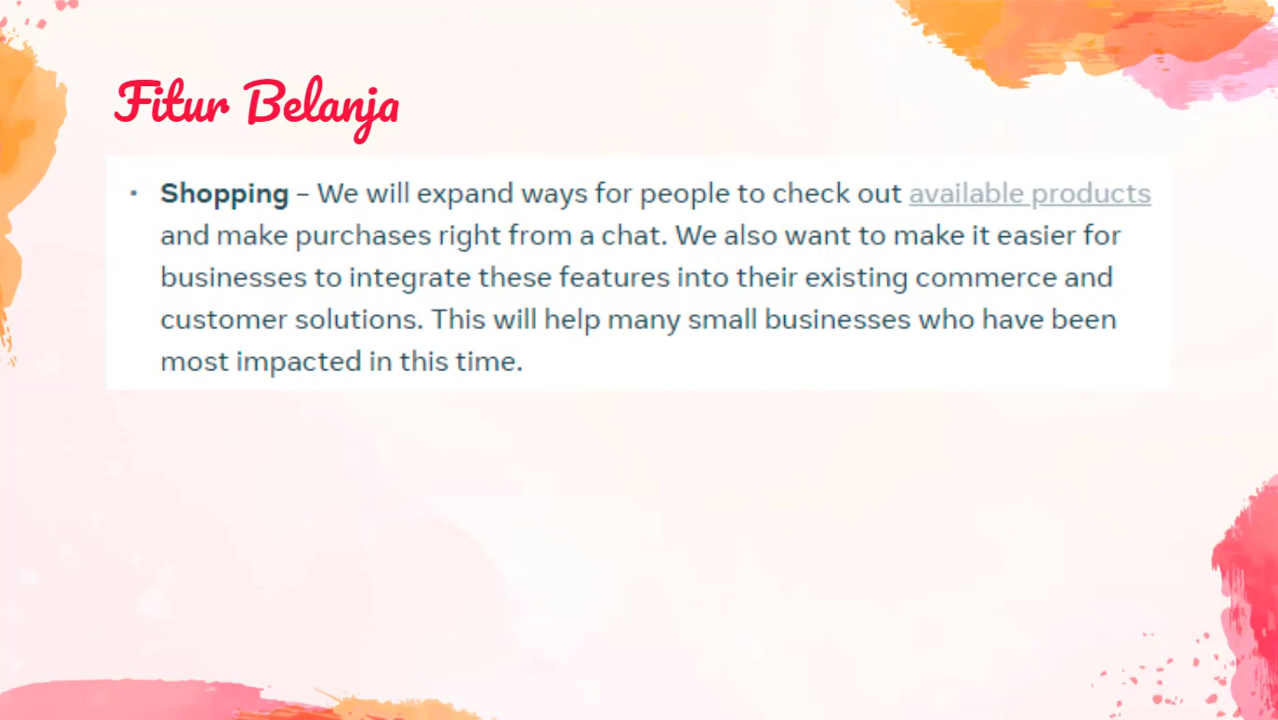 Fitur Belanja
• Shopping – We will expand ways for people to check out available products
and make purchases right from a chat. We also want to make it easier for
businesses to integrate these features into their existing commerce and
customer solutions. This will help many small businesses who have been
most impacted in this time.